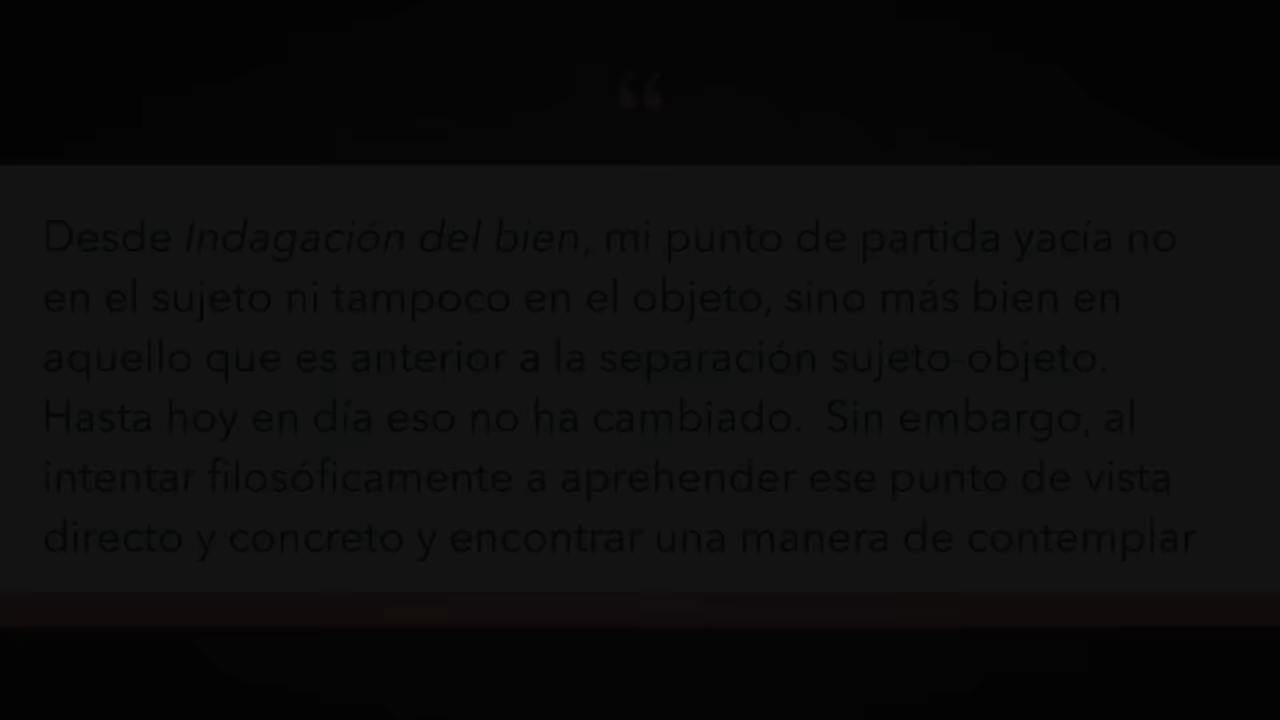 “
Desde Indagación del bien, mi punto de partida yacía no
en el sujeto ni tampoco en el objeto, sino más bien en
aquello que es anterior a la separación sujeto-objeto.
Hasta hoy en día eso no ha cambiado. Sin embargo, al
intentar filosóficamente a aprehender ese punto de vista
directo y concreto y encontrar una manera de contemplar